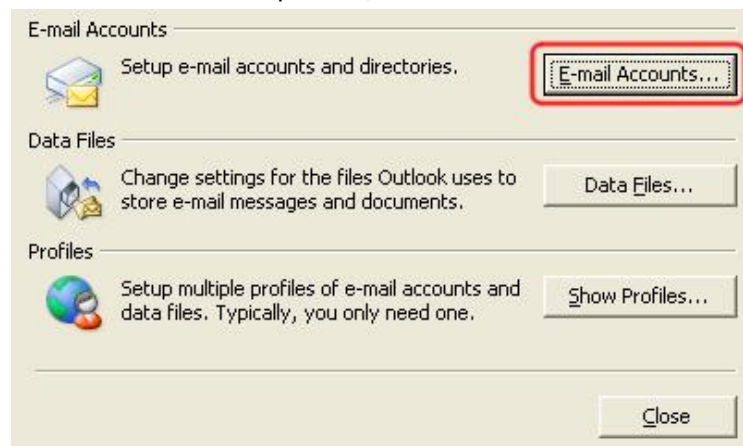 E-mail Accounts
Setup e-mail accounts and directories.
E-mail Accounts...
Data Files
Change settings for the files Outlook uses to
store e-mail messages and documents.
Data Files...
Profiles
Setup multiple profiles of e-mail accounts and
data files. Typically, you only need one.
Show Profiles...
Close